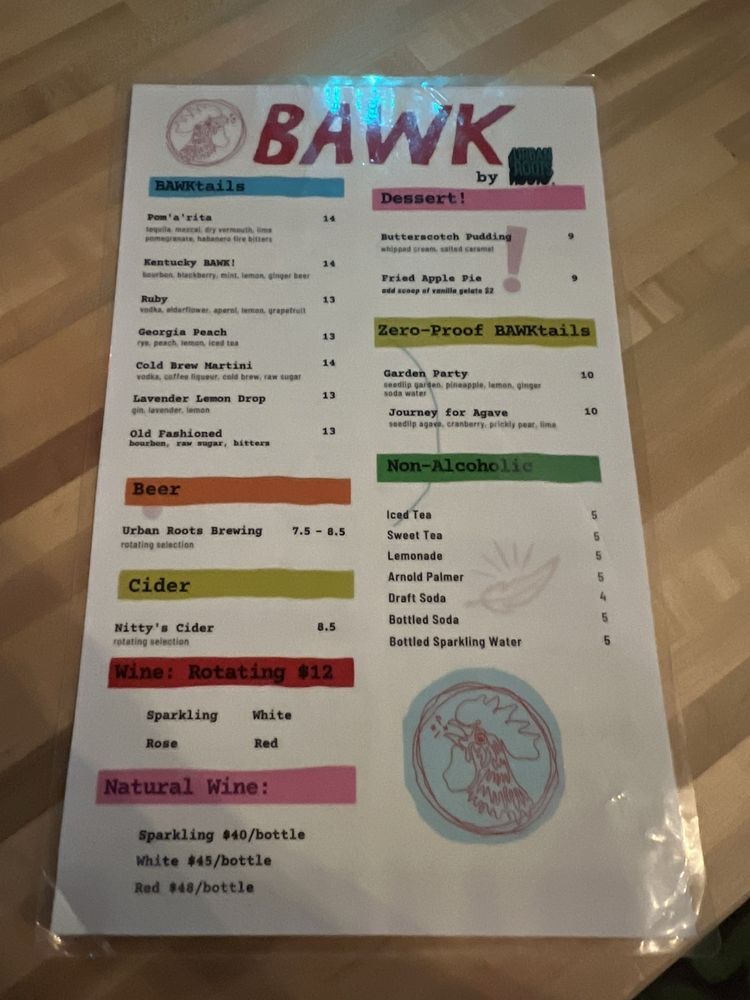 BAWK
by URBAN ROOTS
BAWKtails
Pom'a'rita 14
tequila, mezcal, dry vermouth, lime
pomegranate, habanero fire bitters
Kentucky BAWK! 14
bourbon, blackberry, mint, lemon, ginger beer
Ruby 13
vodka, elderflower, aperol, lemon, grapefruit
Georgia Peach 13
rye, peach, lemon, iced tea
Cold Brew Martini 14
vodka, coffee liqueur, cold brew, raw sugar
Lavender Lemon Drop 13
gin, lavender, lemon
Old Fashioned 13
bourbon, raw sugar, bitters
Beer
Urban Roots Brewing 7.5 - 8.5
rotating selection
Cider
Nitty's Cider 8.5
rotating selection
Wine: Rotating $12
Sparkling White
Rose Red
Natural Wine:
Sparkling $40/bottle
White $45/bottle
Red $48/bottle
Dessert!
Butterscotch Pudding 9
whipped cream, salted caramel
Fried Apple Pie 9
add scoop of vanilla gelato $2
!
Zero-Proof BAWKtails
Garden Party 10
seedlip garden, pineapple, lemon, ginger
soda water
Journey for Agave 10
seedlip agave, cranberry, prickly pear, lime
Non-Alcoholic
Iced Tea 5
Sweet Tea 5
Lemonade 5
Arnold Palmer 5
Draft Soda 4
Bottled Soda 5
Bottled Sparkling Water 5